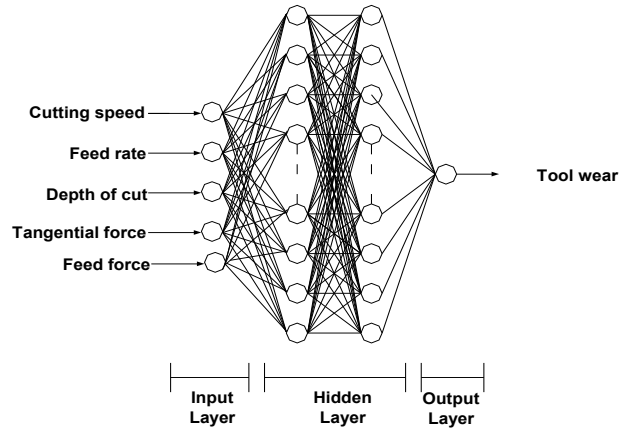 Cutting speed
Feed rate
Depth of cut
Tangential force
Feed force
Tool wear
Input
Layer
Hidden
Layer
Output
Layer